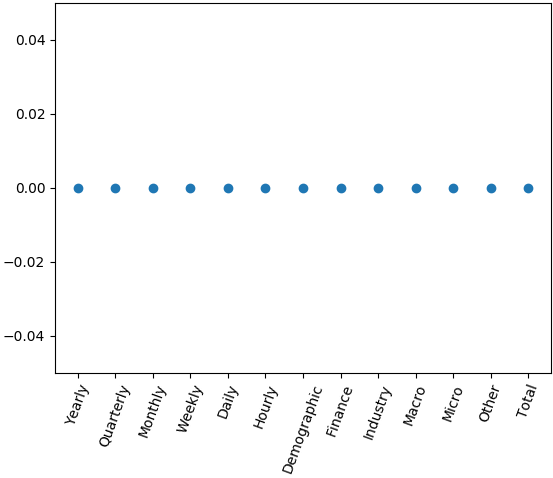 0.04
0.02
0.00
−0.02
−0.04
Yearly
Quarterly
Monthly
Weekly
Daily
Hourly
Demographic
Finance
Industry
Macro
Micro
Other
Total